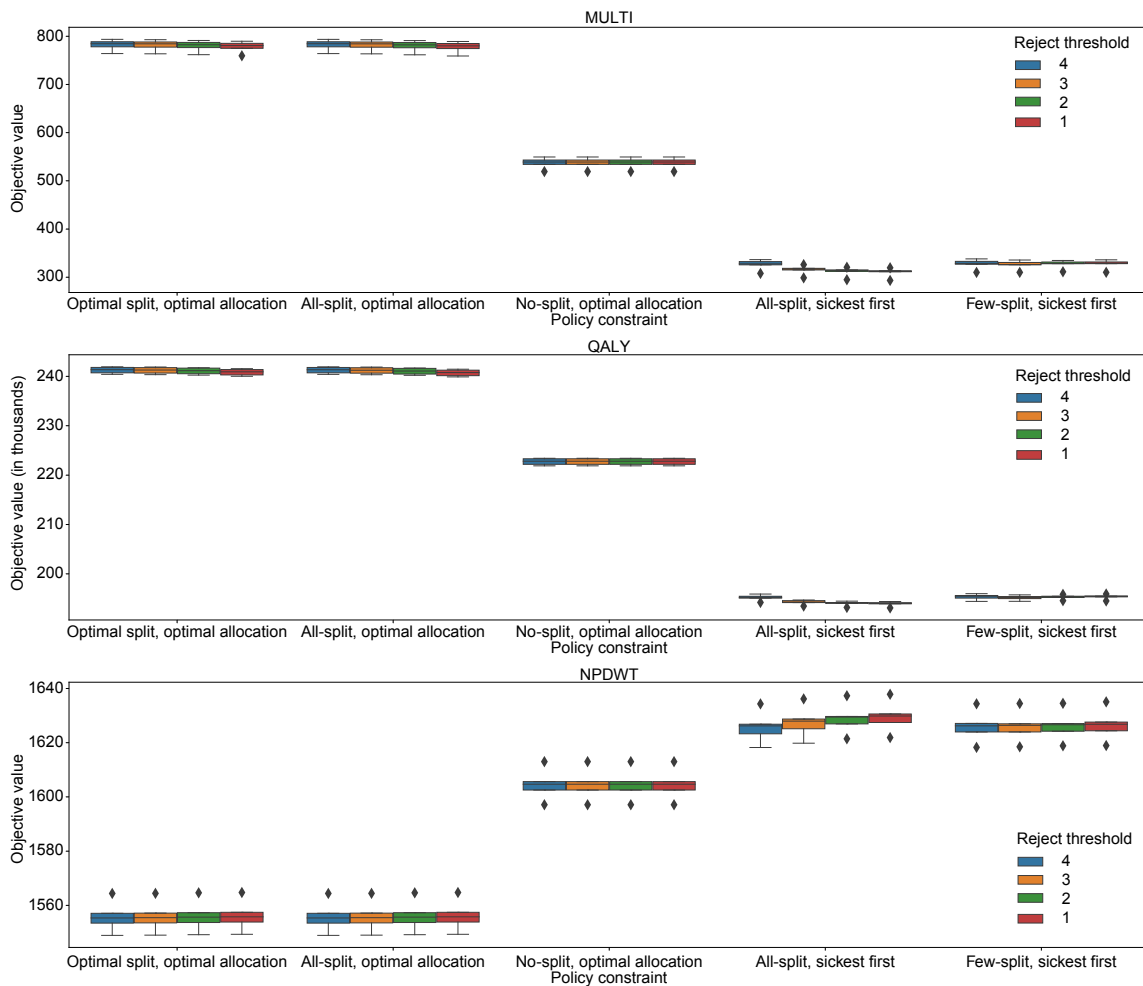 MULTI
800
700
600
500
400
300
Objective value
Reject threshold
4
3
2
1
Optimal split, optimal allocation
All-split, optimal allocation
No-split, optimal allocation
All-split, sickest first
Few-split, sickest first
Policy constraint
QALY
240
230
220
210
200
Objective value (in thousands)
Reject threshold
4
3
2
1
Optimal split, optimal allocation
All-split, optimal allocation
No-split, optimal allocation
All-split, sickest first
Few-split, sickest first
Policy constraint
NPDWT
1640
1620
1600
1580
1560
Objective value
Reject threshold
4
3
2
1
Optimal split, optimal allocation
All-split, optimal allocation
No-split, optimal allocation
All-split, sickest first
Few-split, sickest first
Policy constraint